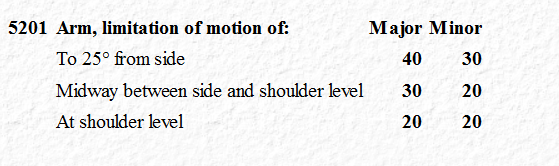 5201 Arm, limitation of motion of: Major Minor
To 25° from side 40 30
Midway between side and shoulder level 30 20
At shoulder level 20 20